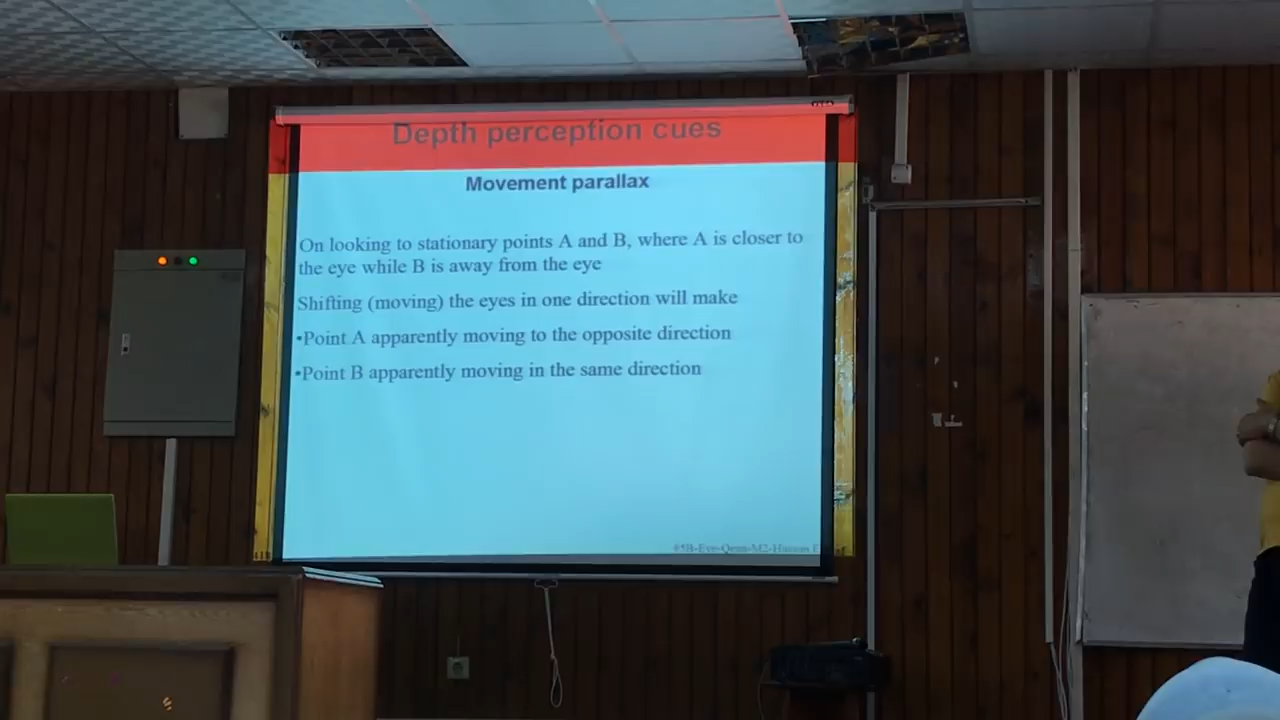 VEGA
Depth perception cues
Movement parallax
On looking to stationary points A and B, where A is closer to
the eye while B is away from the eye
Shifting (moving) the eyes in one direction will make
•Point A apparently moving to the opposite direction
•Point B apparently moving in the same direction